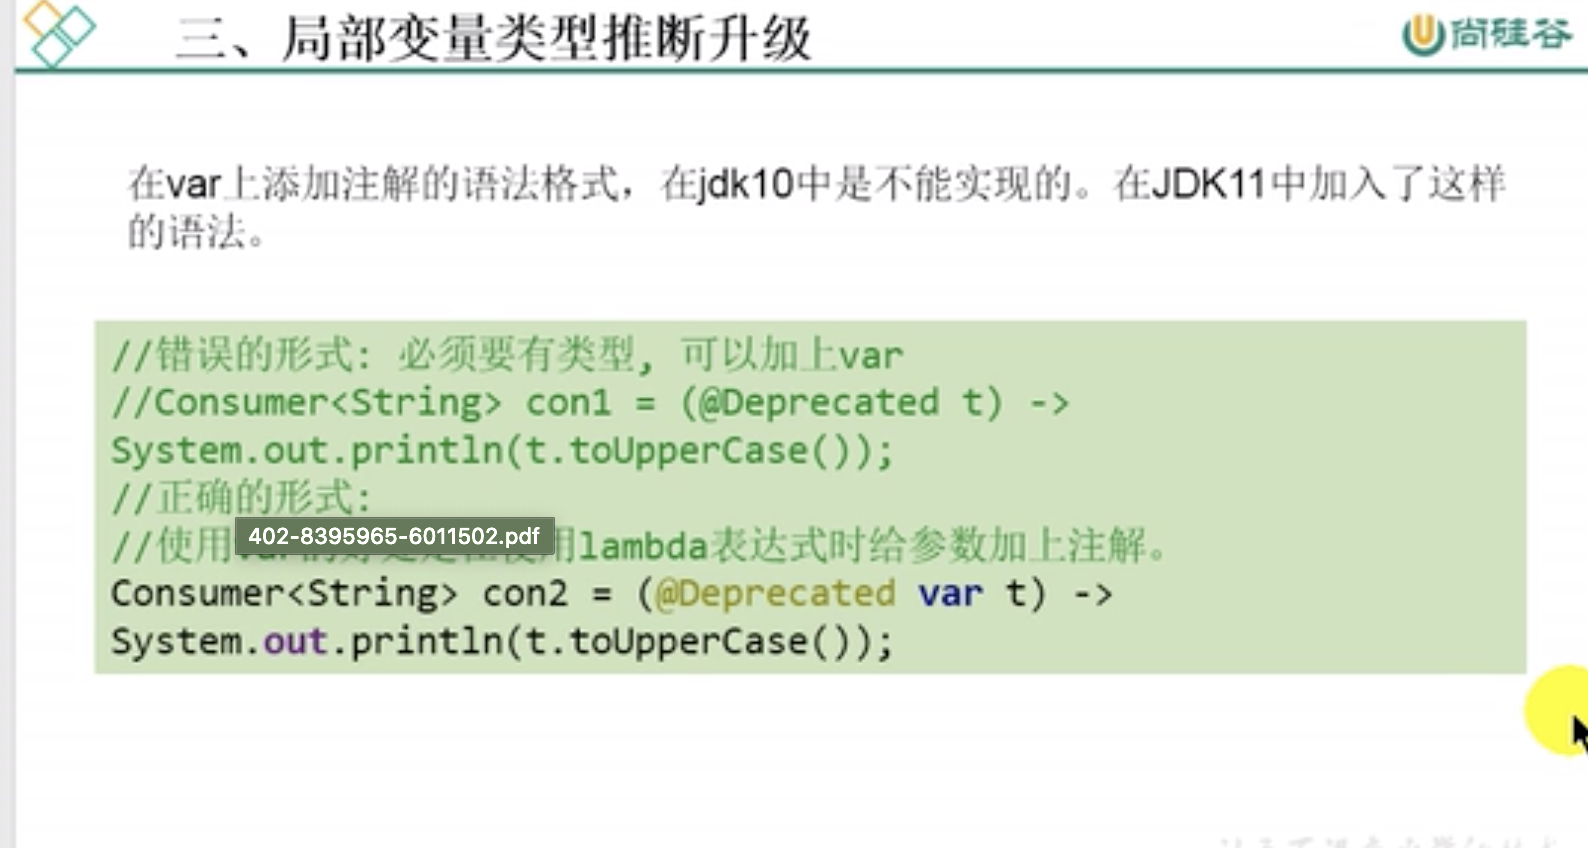 三、局部变量类型推断升级
尚硅谷
在var上添加注解的语法格式，在jdk10中是不能实现的。在JDK11中加入了这样
的语法。
//错误的形式: 必须要有类型, 可以加上var
//Consumer<String> con1 = (@Deprecated t) ->
System.out.println(t.toUpperCase());
//正确的形式:
402-8395965-6011502.pdf
//使用 用lambda表达式时给参数加上注解。
Consumer<String> con2 = (@Deprecated var t) ->
System.out.println(t.toUpperCase());